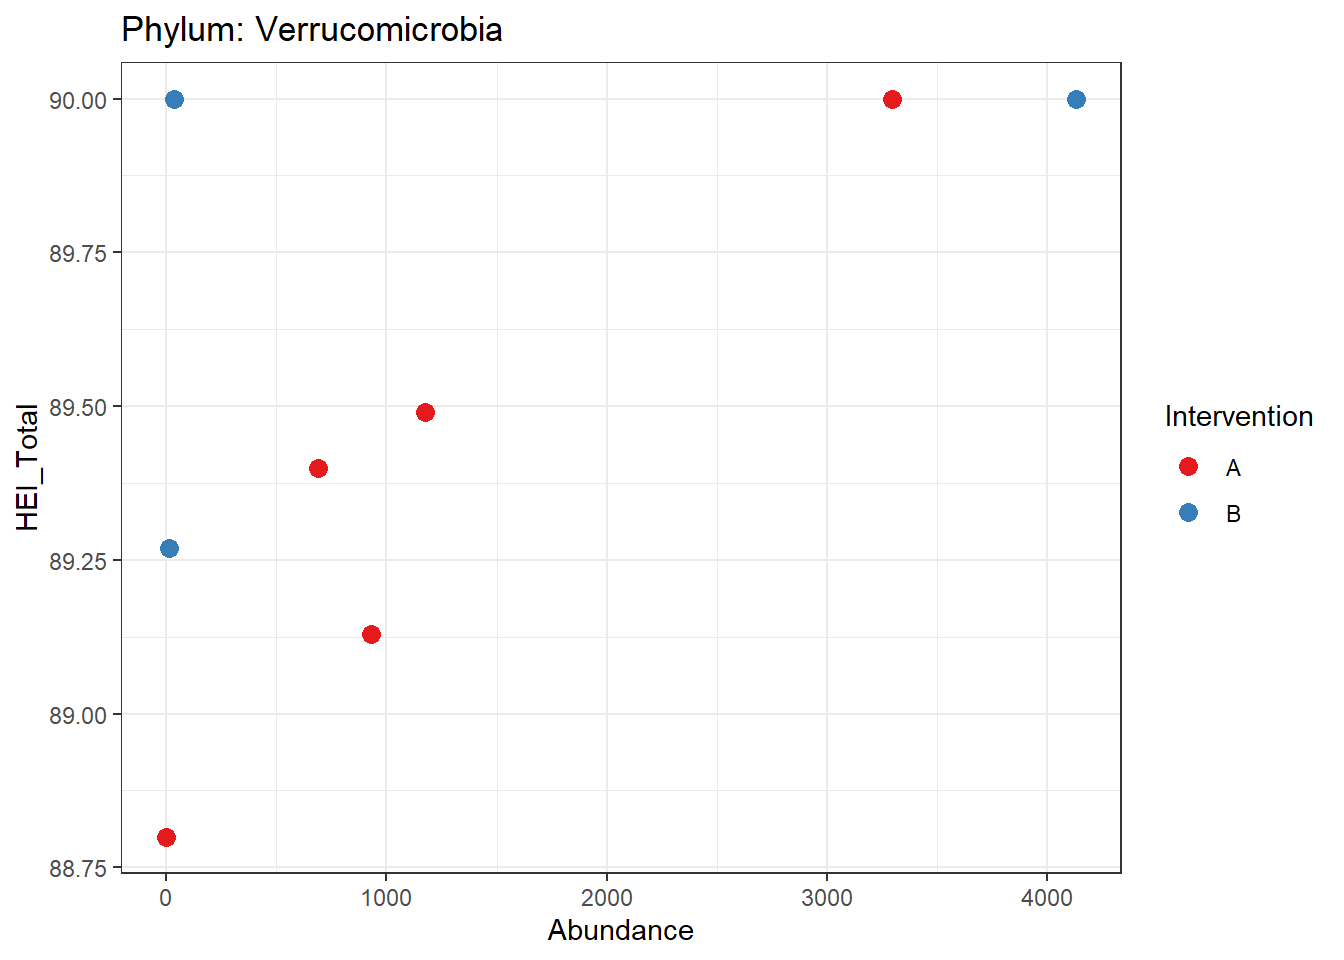 Phylum: Verrucomicrobia
90.00
89.75
89.50
89.25
89.00
88.75
HEI_Total
0 1000 2000 3000 4000
Abundance
Intervention
A
B